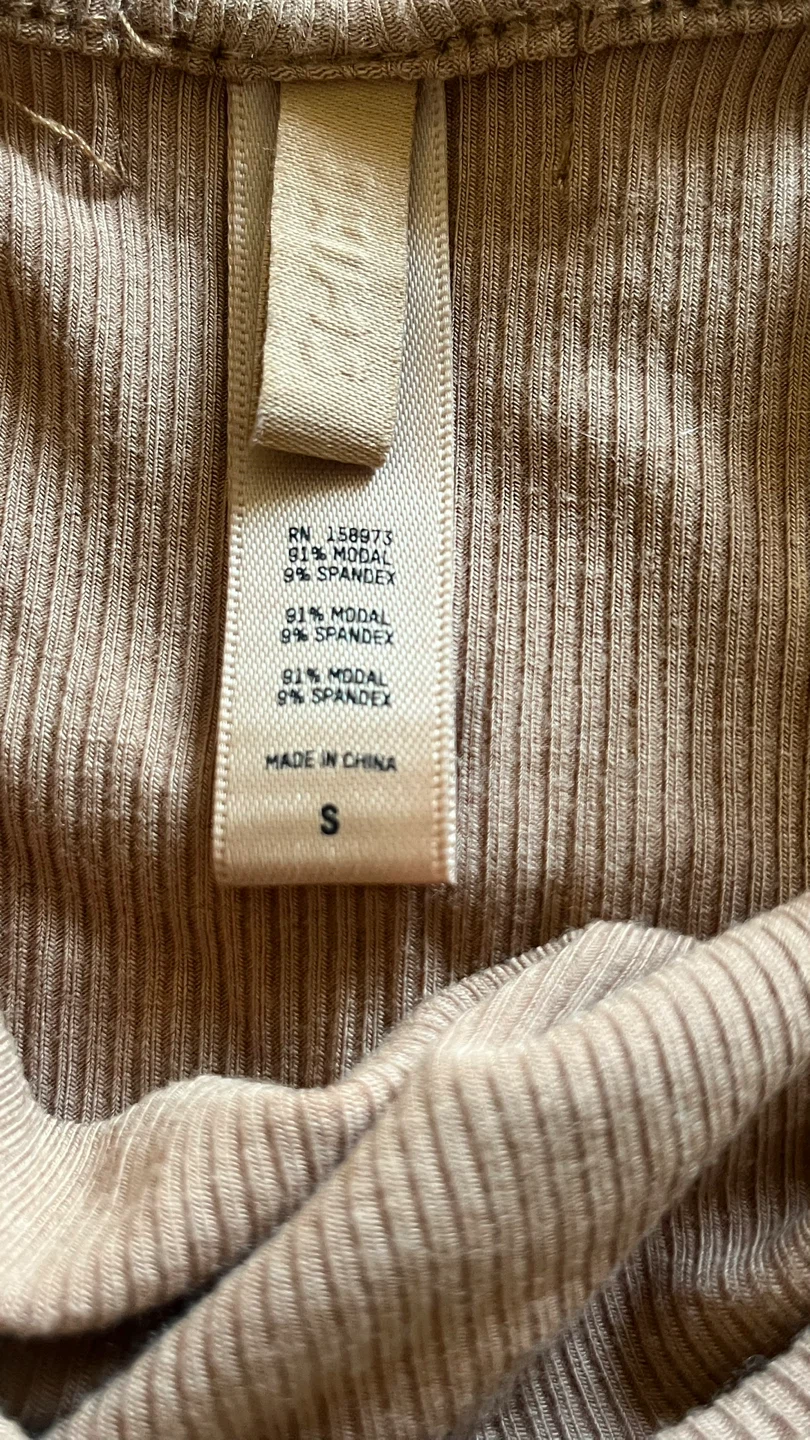 RN 158973
91% MODAL
9% SPANDEX
91% MODAL
9% SPANDEX
91% MODAL
9% SPANDEX
MADE IN CHINA
S